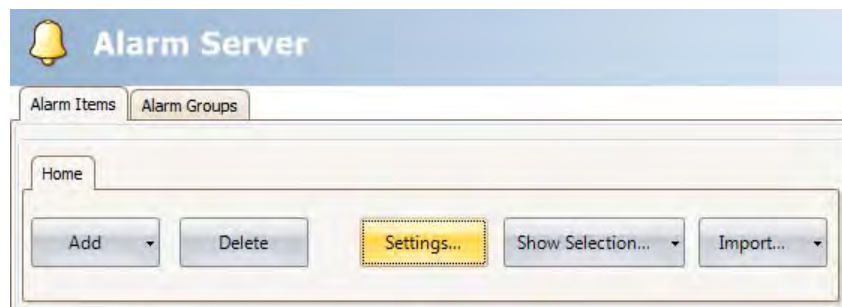 Alarm Server
Alarm Items Alarm Groups
Home
Add Delete Settings... Show Selection... Import...